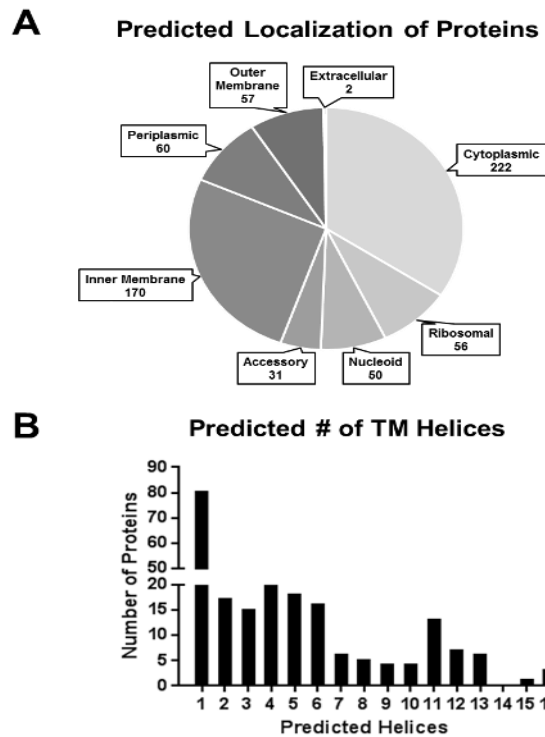 A
Predicted Localization of Proteins
Outer
Membrane
57
Extracellular
2
Periplasmic
60
Cytoplasmic
222
Inner Membrane
170
Ribosomal
56
Accessory
31
Nucleoid
50
B
Predicted # of TM Helices
Number of Proteins
90
80
70
60
50
20
15
10
5
0
1 2 3 4 5 6 7 8 9 10 11 12 13 14 15
Predicted Helices